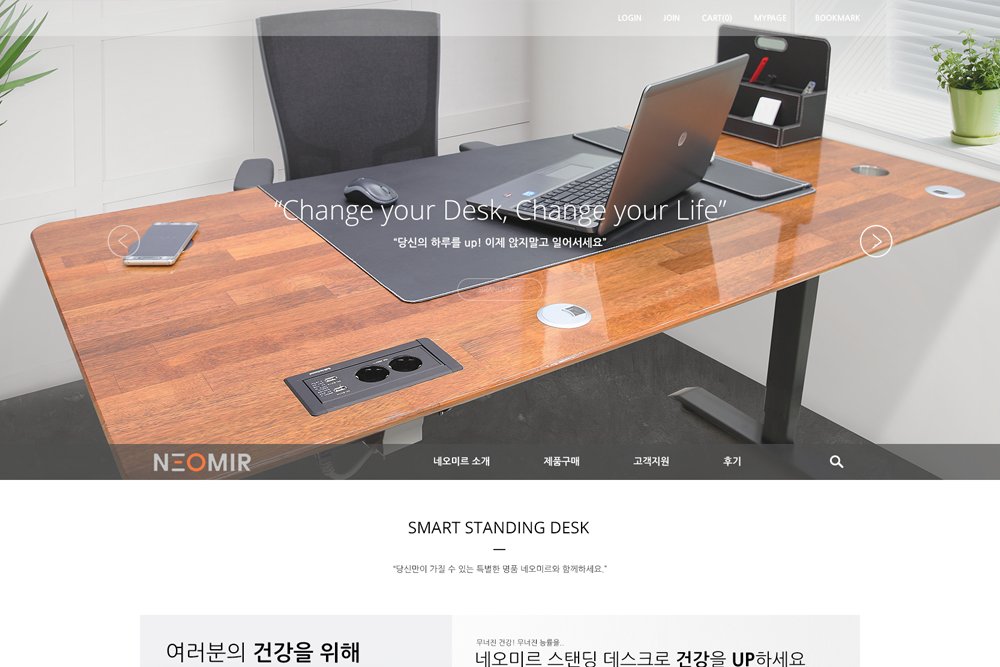 LOGIN JOIN CART(0) MYPAGE BOOKMARK
“Change your Desk, Change your Life”
“당신의 하루를 up! 이제 앉지말고 일어서세요”
NEOMIR 네오미르 소개 제품구매 고객지원 후기
SMART STANDING DESK
“당신만이 가질 수 있는 특별한 명품 네오미르와 함께하세요.”
여러분의 건강을 위해
무너진 건강! 무너진 능률을..
네오미르 스탠딩 데스크로 건강을 UP하세요